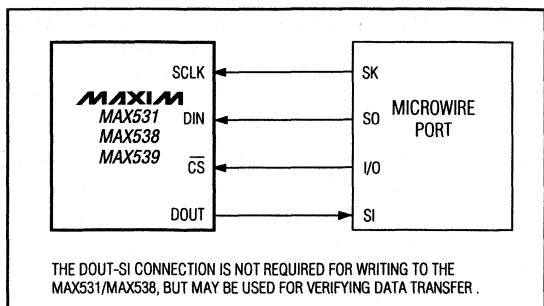 SCLK SK
MAXIM
MAX531 DIN SO MICROWIRE
MAX538 PORT
MAX539
CS I/O
DOUT SI
THE DOUT-SI CONNECTION IS NOT REQUIRED FOR WRITING TO THE
MAX531/MAX538, BUT MAY BE USED FOR VERIFYING DATA TRANSFER .